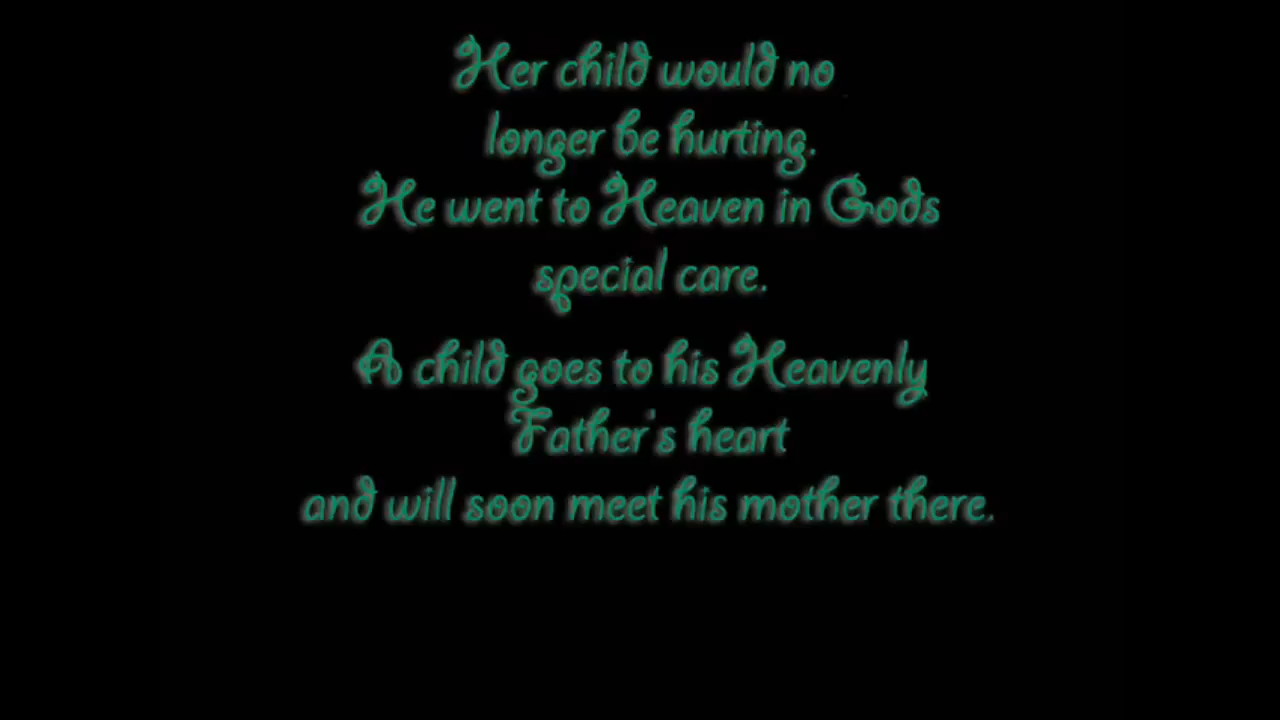 Her child would no
longer be hurting.
He went to Heaven in Gods
special care.
A child goes to his Heavenly
Father's heart
and will soon meet his mother there.